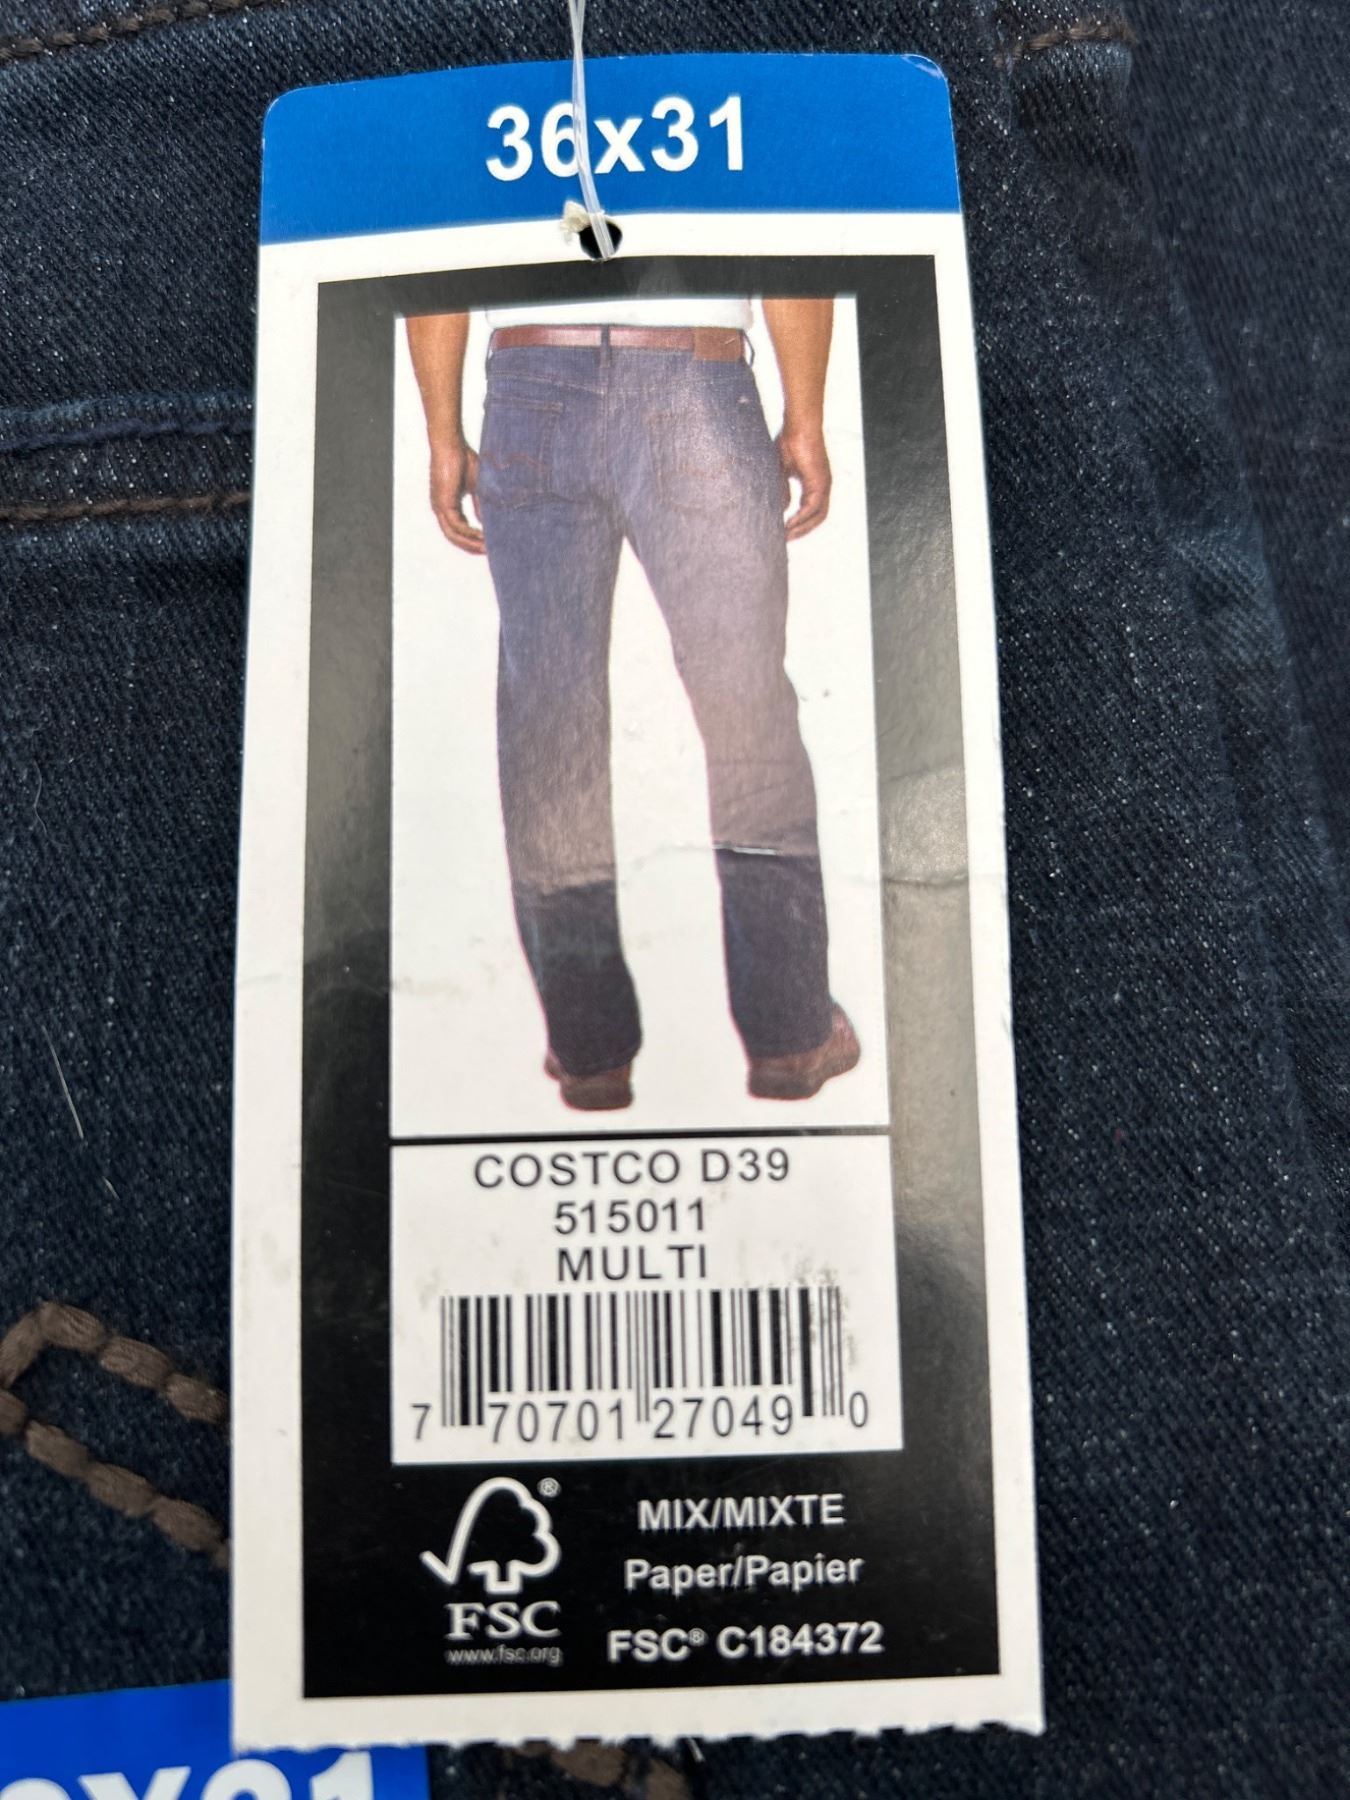 36x31
COSTCO D39
515011
MULTI
7 70701 27049 0
®
FSC
www.fsc.org
MIX/MIXTE
Paper/Papier
FSC® C184372